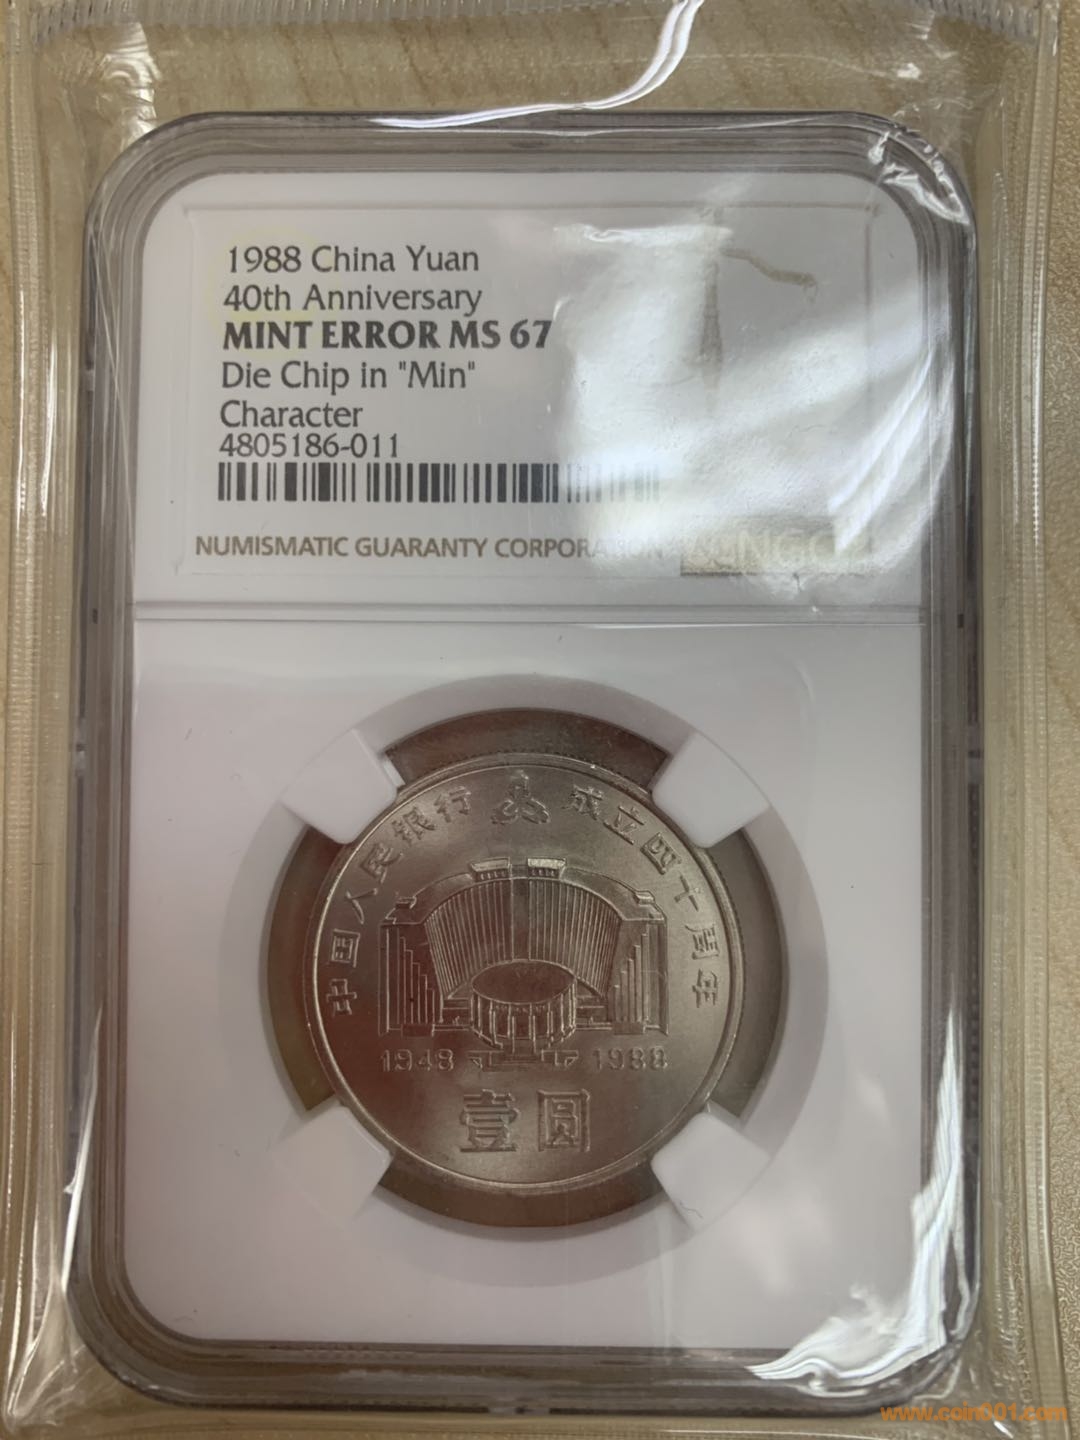 1988 China Yuan
40th Anniversary
MINT ERROR MS 67
Die Chip in "Min"
Character
4805186-011
NUMISMATIC GUARANTY CORPORATION
NGC
中国人民银行 成立四十周年
1948 1988
壹圆
www.coin001.com